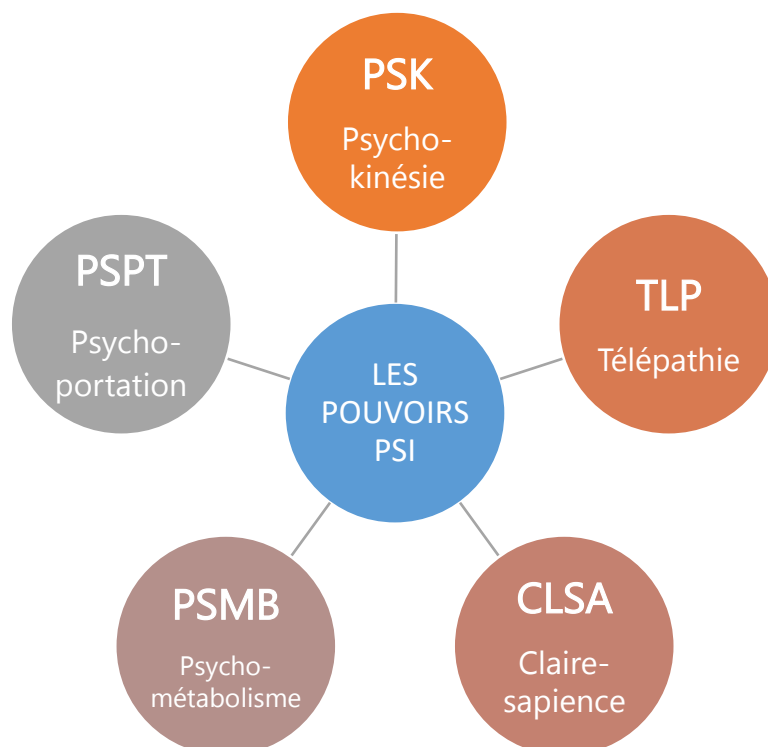 PSK
Psycho-
kinésie
PSPT
Psycho-
portation
TLP
Télépathie
LES
POUVOIRS
PSI
PSMB
Psycho-
métabolisme
CLSA
Claire-
sapience